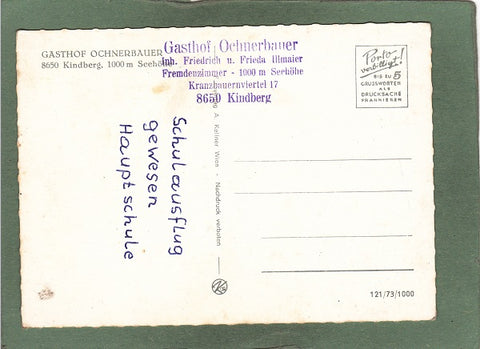 GASTHOF OCHNERBAUER
8650 Kindberg, 1000 m Seehöhe
Gasthof Ochnerbauer
Inh. Friedrich u. Frieda Illmaier
Fremdenzimmer - 1000 m Seehöhe
Kranzbauernviertel 17
8650 Kindberg
Porto
verbilligt!
BIS ZU 5
GRUSSWORTEN
ALS
DRUCKSACHE
FRANKIEREN
Schulausflug
gewesen
Hauptschule
A. Kellner Wien - Nachdruck verboten
121/73/1000